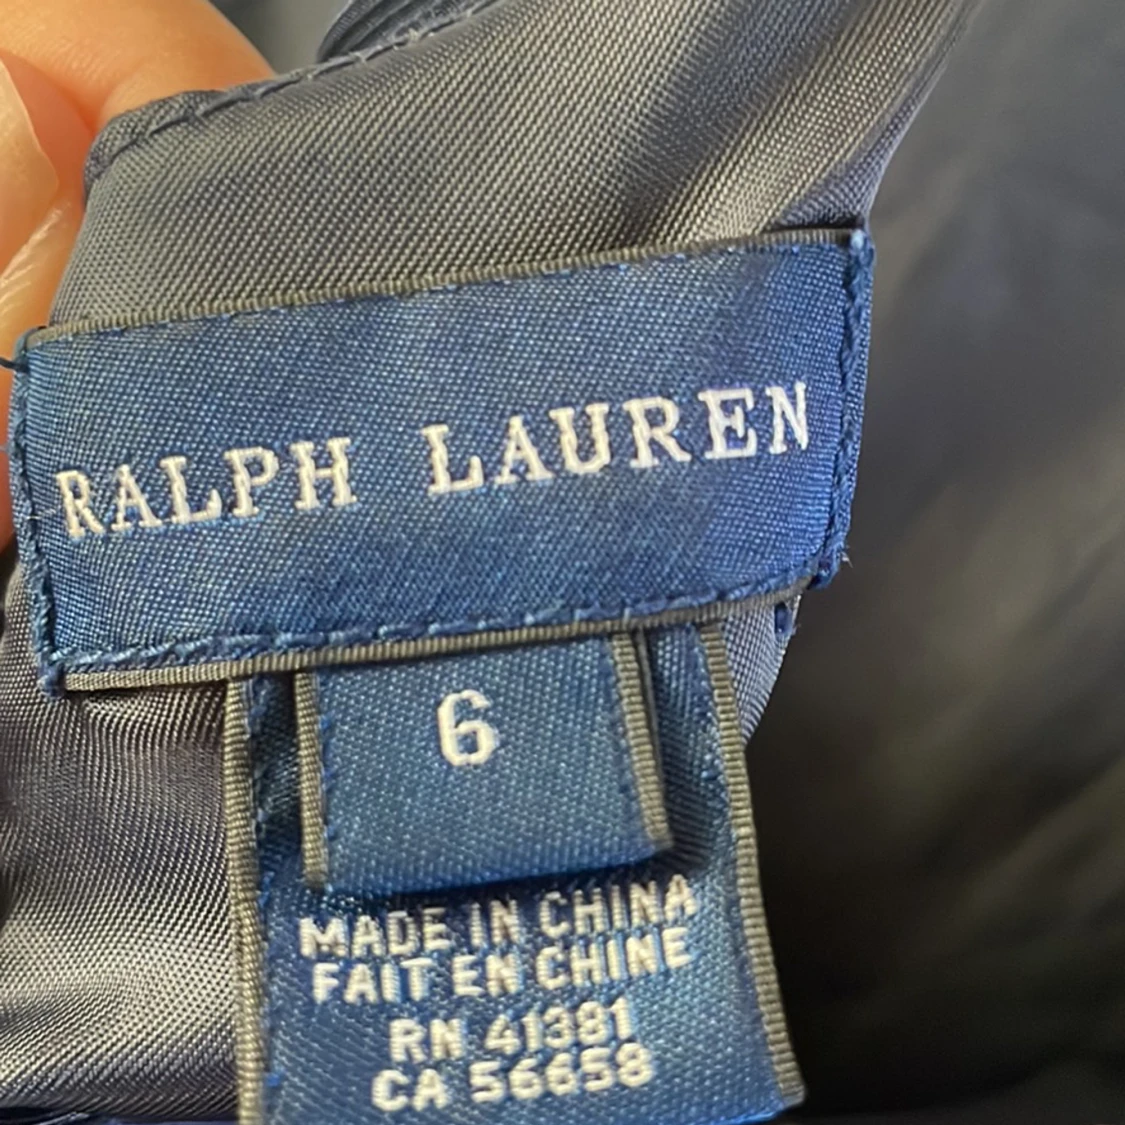 RALPH LAUREN
6
MADE IN CHINA
FAIT EN CHINE
RN 41381
CA 56658